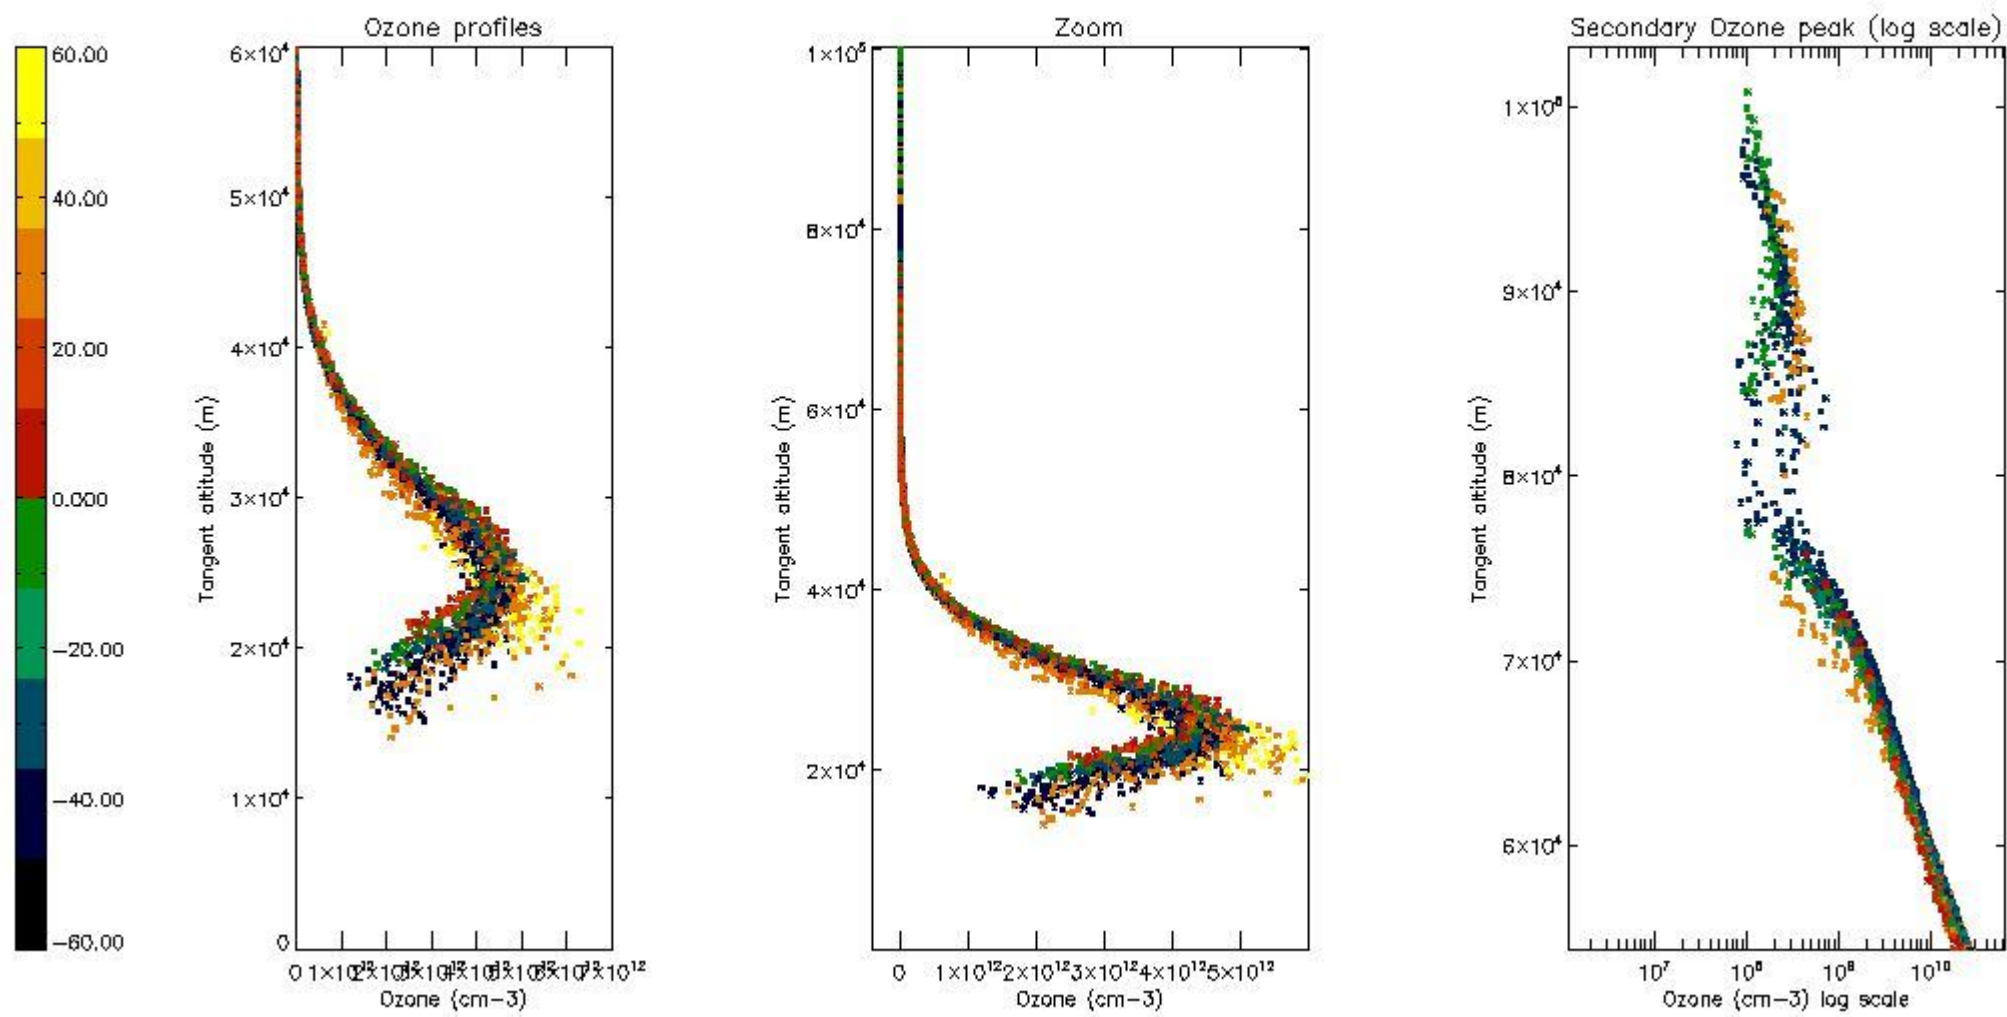 Ozone profiles
Zoom
Secondary Ozone peak (log scale)
60.00
40.00
20.00
0.000
−20.00
−40.00
−60.00
6×10⁴
5×10⁴
4×10⁴
3×10⁴
2×10⁴
1×10⁴
0
Tangent altitude (m)
0
7×10¹²
Ozone (cm−3)
1×10⁵
8×10⁴
6×10⁴
4×10⁴
2×10⁴
Tangent altitude (m)
0 1×10¹² 2×10¹² 3×10¹² 4×10¹² 5×10¹²
Ozone (cm−3)
9×10⁴
8×10⁴
7×10⁴
6×10⁴
Tangent altitude (m)
10⁷ 10⁸ 10⁹ 10¹⁰
Ozone (cm−3) log scale